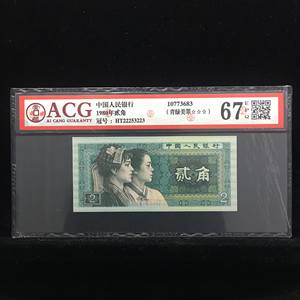 ACG
AI CANG GUARANTY
中国人民银行
1980年贰角
冠号：HT22253223
10773683
（青绿美翠☆☆☆）
67 EPQ
中国人民银行
贰角
2
2